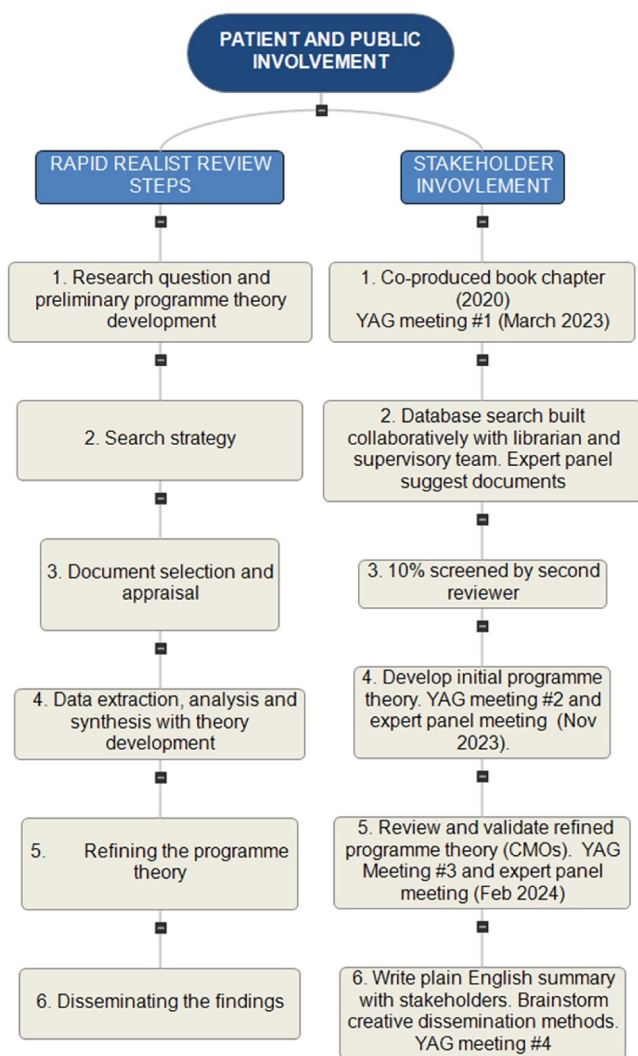 PATIENT AND PUBLIC
INVOLVEMENT
RAPID REALIST REVIEW
STEPS
1. Research question and
preliminary programme theory
development
2. Search strategy
3. Document selection and
appraisal
4. Data extraction, analysis and
synthesis with theory
development
5. Refining the programme
theory
6. Disseminating the findings
STAKEHOLDER
INVOVLEMENT
1. Co-produced book chapter
(2020)
YAG meeting #1 (March 2023)
2. Database search built
collaboratively with librarian and
supervisory team. Expert panel
suggest documents
3. 10% screened by second
reviewer
4. Develop initial programme
theory. YAG meeting #2 and
expert panel meeting (Nov
2023).
5. Review and validate refined
programme theory (CMOs). YAG
Meeting #3 and expert panel
meeting (Feb 2024)
6. Write plain English summary
with stakeholders. Brainstorm
creative dissemination methods.
YAG meeting #4